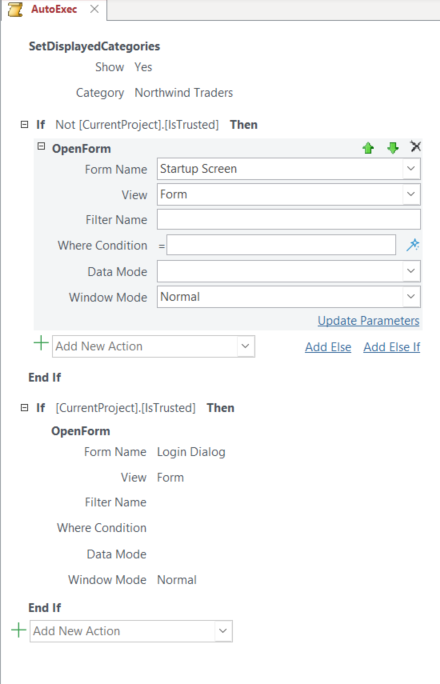 AutoExec
SetDisplayedCategories
Show Yes
Category Northwind Traders
If Not [CurrentProject].[IsTrusted] Then
OpenForm
Form Name Startup Screen
View Form
Filter Name
Where Condition =
Data Mode
Window Mode Normal
Update Parameters
Add New Action Add Else Add Else If
End If
If [CurrentProject].[IsTrusted] Then
OpenForm
Form Name Login Dialog
View Form
Filter Name
Where Condition
Data Mode
Window Mode Normal
End If
Add New Action